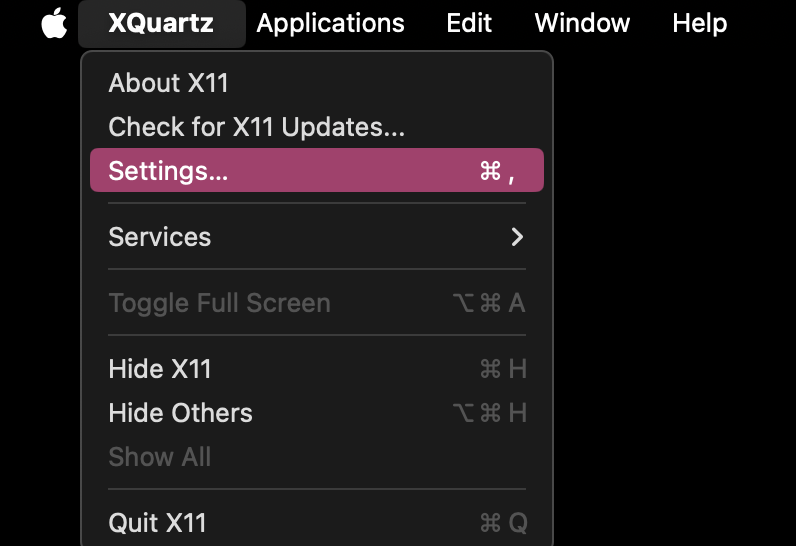 XQuartz Applications Edit Window Help
About X11
Check for X11 Updates...
Settings... ⌘ ,
Services
Toggle Full Screen ⌥ ⌘ A
Hide X11 ⌘ H
Hide Others ⌥ ⌘ H
Show All
Quit X11 ⌘ Q